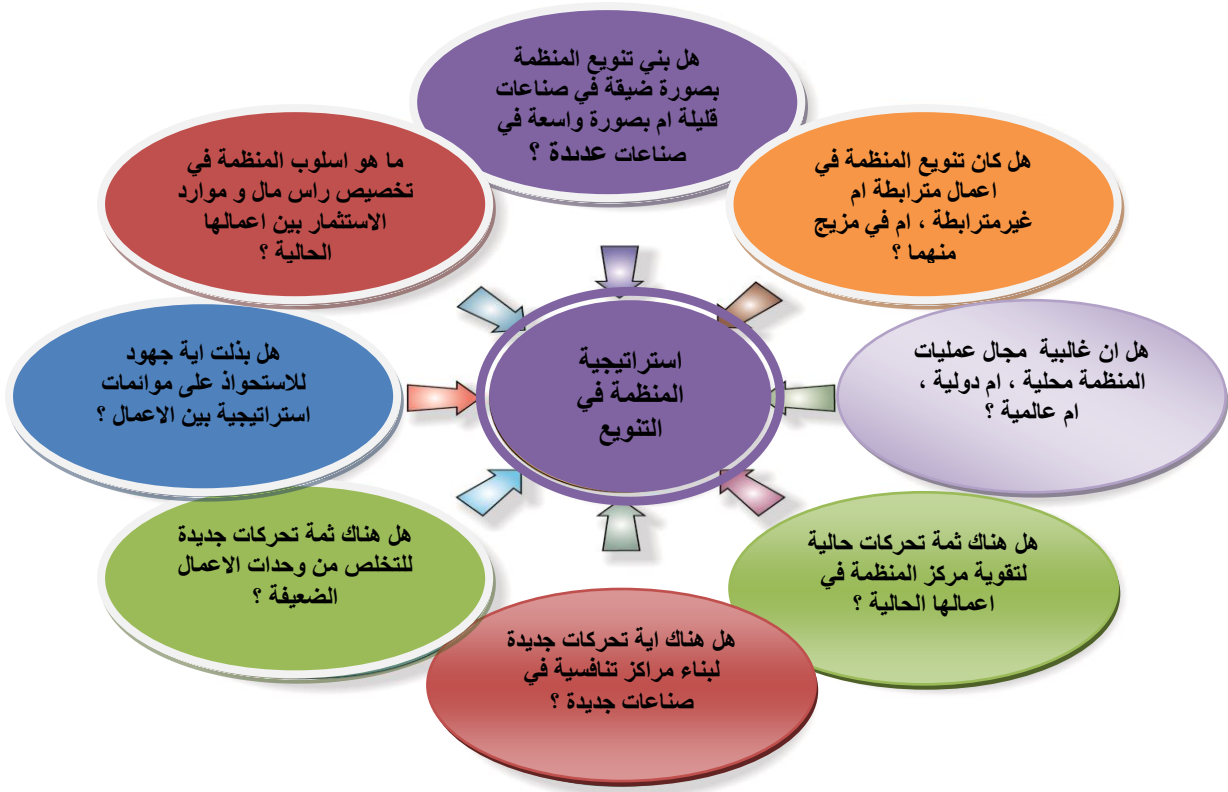 هل بني تنويع المنظمة
بصورة ضيقة في صناعات
قليلة ام بصورة واسعة في
صناعات عديدة ؟
هل كان تنويع المنظمة في
اعمال مترابطة ام
غيرمترابطة ، ام في مزيج
منهما ؟
هل ان غالبية مجال عمليات
المنظمة محلية ، ام دولية ،
ام عالمية ؟
هل هناك ثمة تحركات حالية
لتقوية مركز المنظمة في
اعمالها الحالية ؟
هل هناك اية تحركات جديدة
لبناء مراكز تنافسية في
صناعات جديدة ؟
هل هناك ثمة تحركات جديدة
للتخلص من وحدات الاعمال
الضعيفة ؟
هل بذلت اية جهود
للاستحواذ على موائمات
استراتيجية بين الاعمال ؟
ما هو اسلوب المنظمة في
تخصيص راس مال و موارد
الاستثمار بين اعمالها
الحالية ؟
استراتيجية
المنظمة في
التنويع